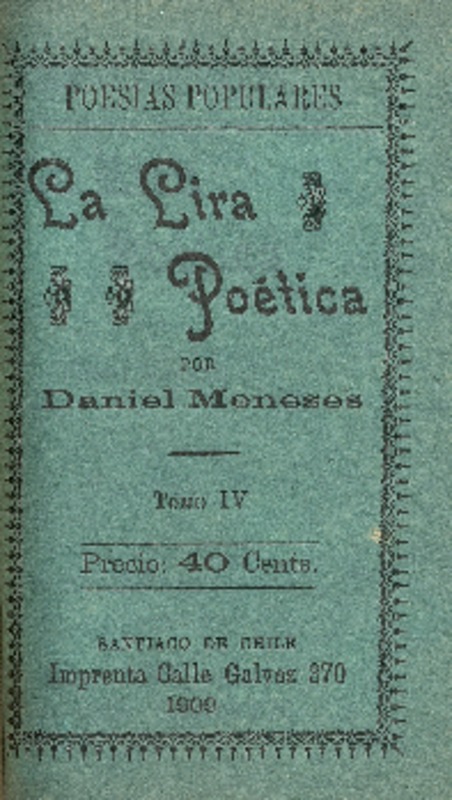 POESIAS POPULARES
La Lira
Poética
POR
Daniel Meneses
Tomo IV
Precio: 40 Cents.
SANTIAGO DE CHILE
Imprenta Calle Galvez 370
1909